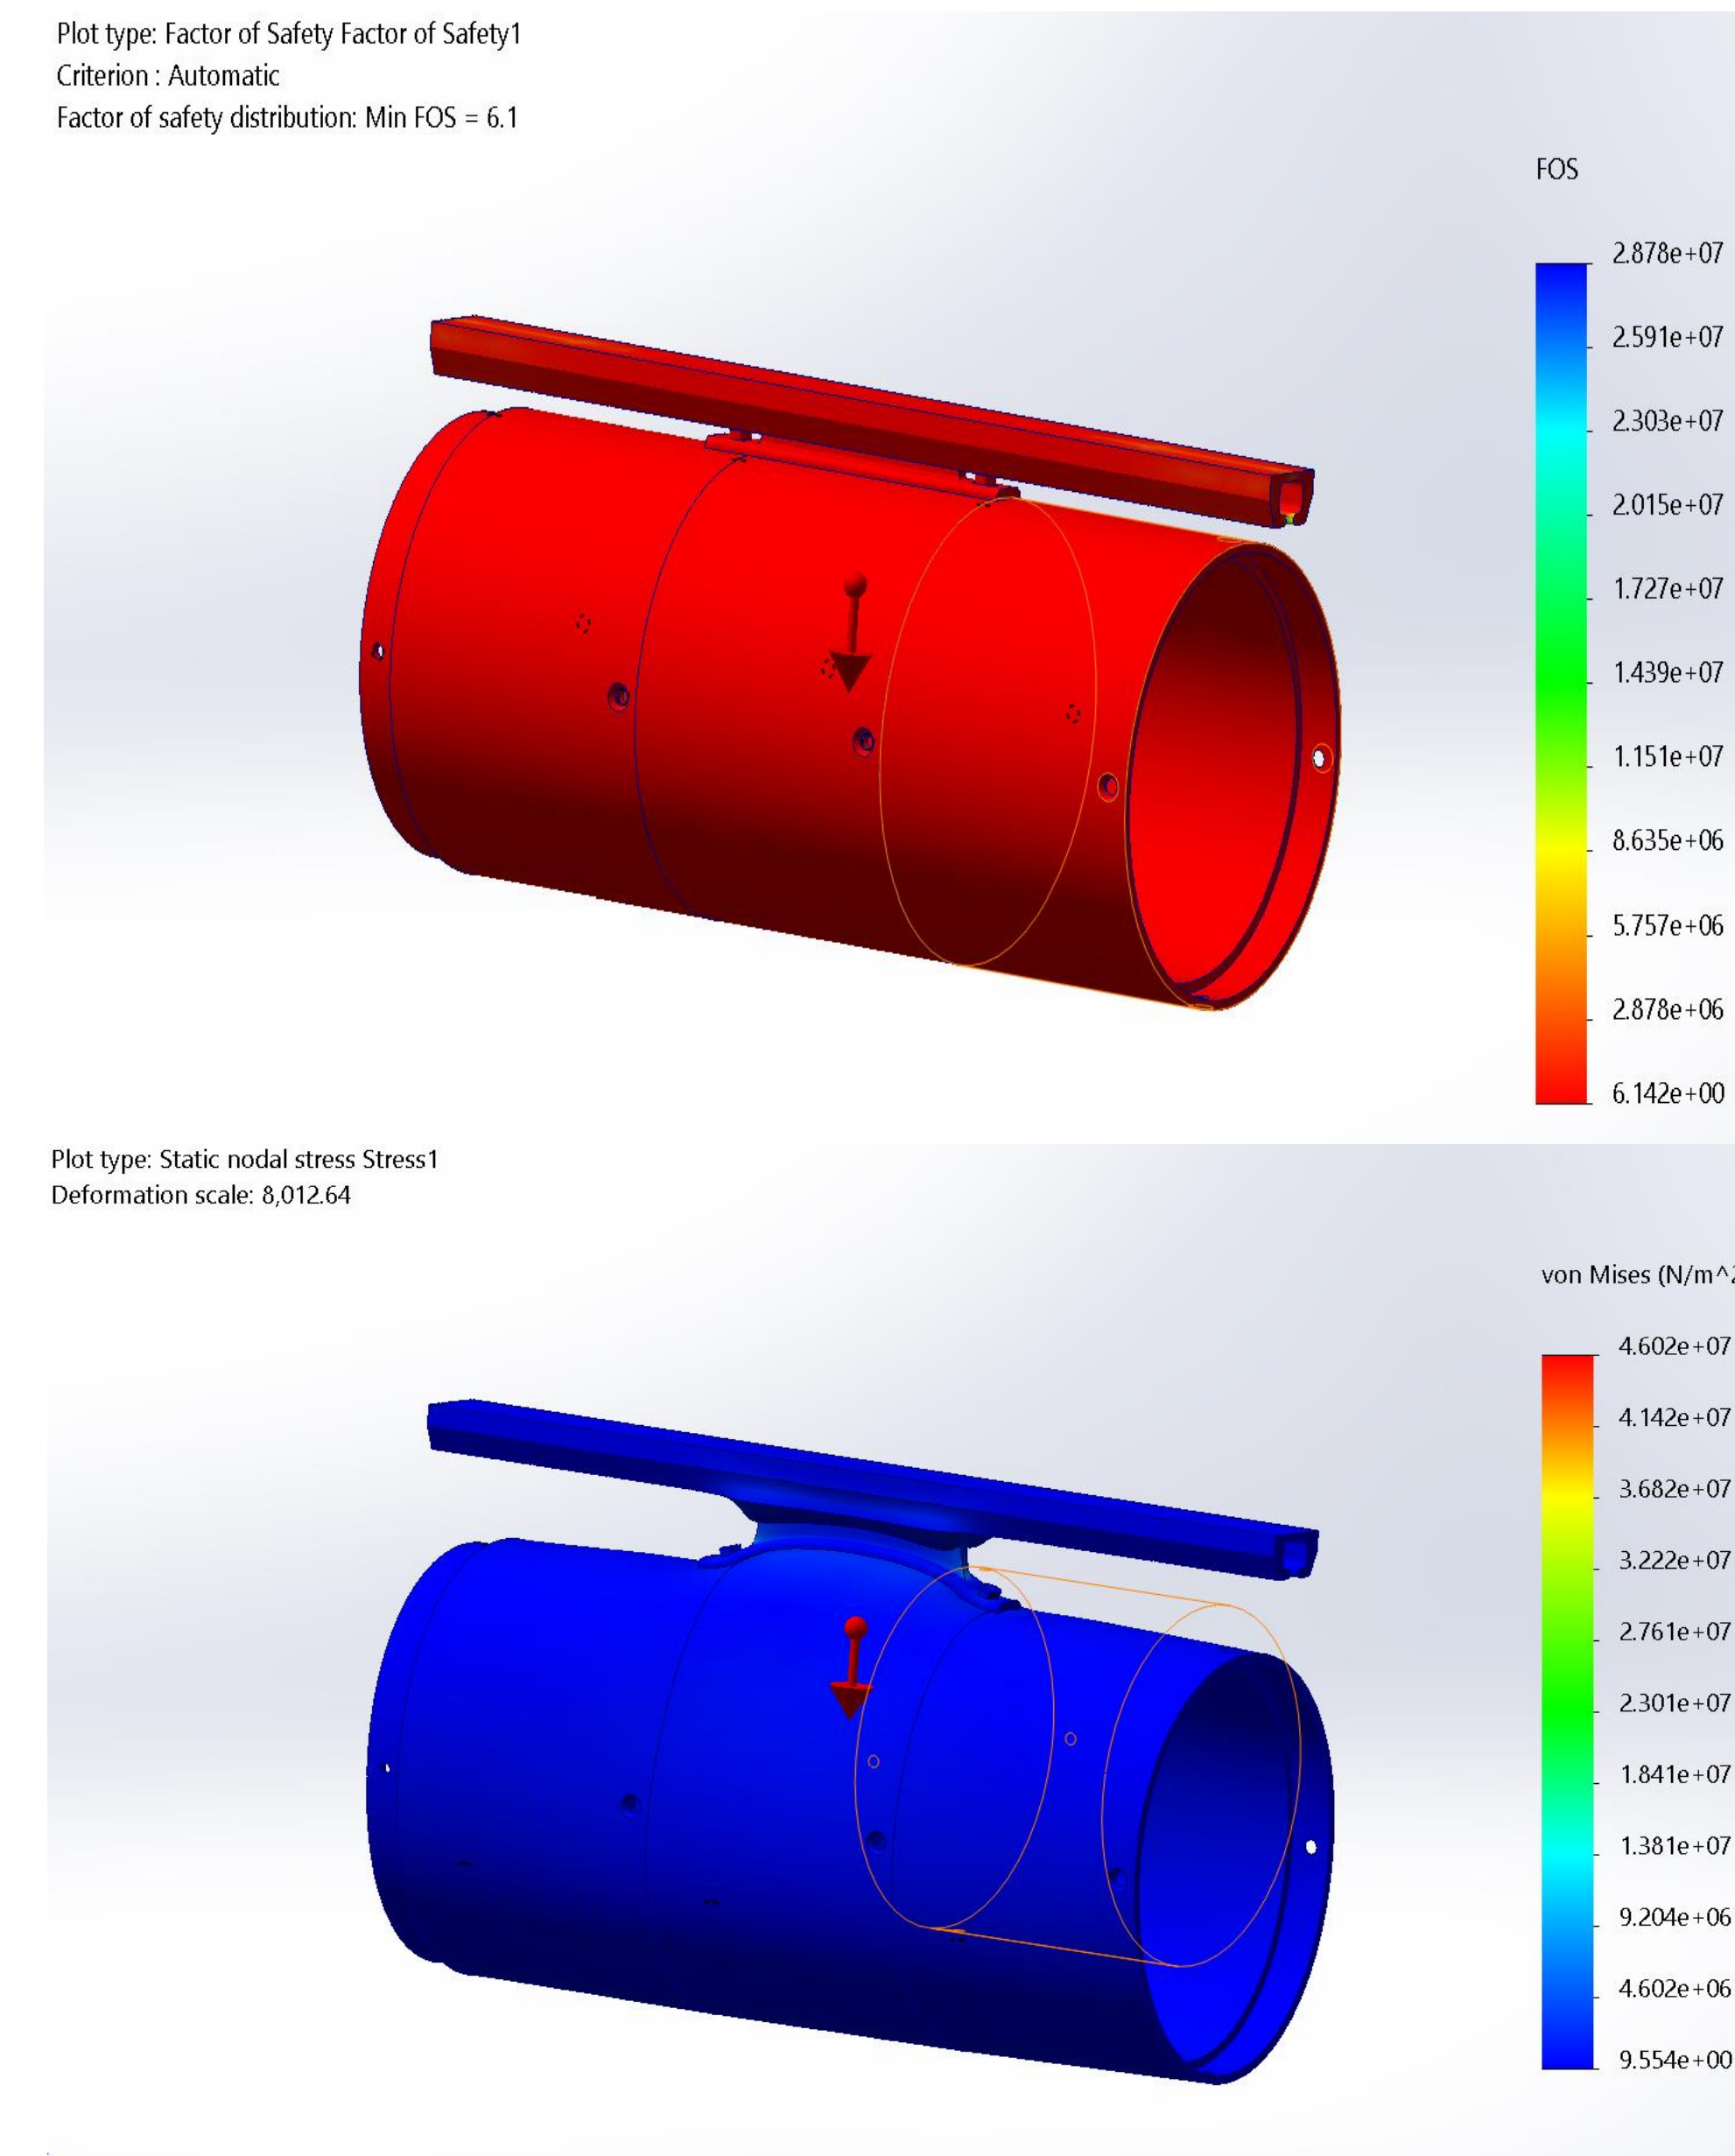 Plot type: Factor of Safety Factor of Safety1
Criterion : Automatic
Factor of safety distribution: Min FOS = 6.1
FOS
2.878e+07
2.591e+07
2.303e+07
2.015e+07
1.727e+07
1.439e+07
1.151e+07
8.635e+06
5.757e+06
2.878e+06
6.142e+00
Plot type: Static nodal stress Stress1
Deformation scale: 8,012.64
von Mises (N/m^2
4.602e+07
4.142e+07
3.682e+07
3.222e+07
2.761e+07
2.301e+07
1.841e+07
1.381e+07
9.204e+06
4.602e+06
9.554e+00